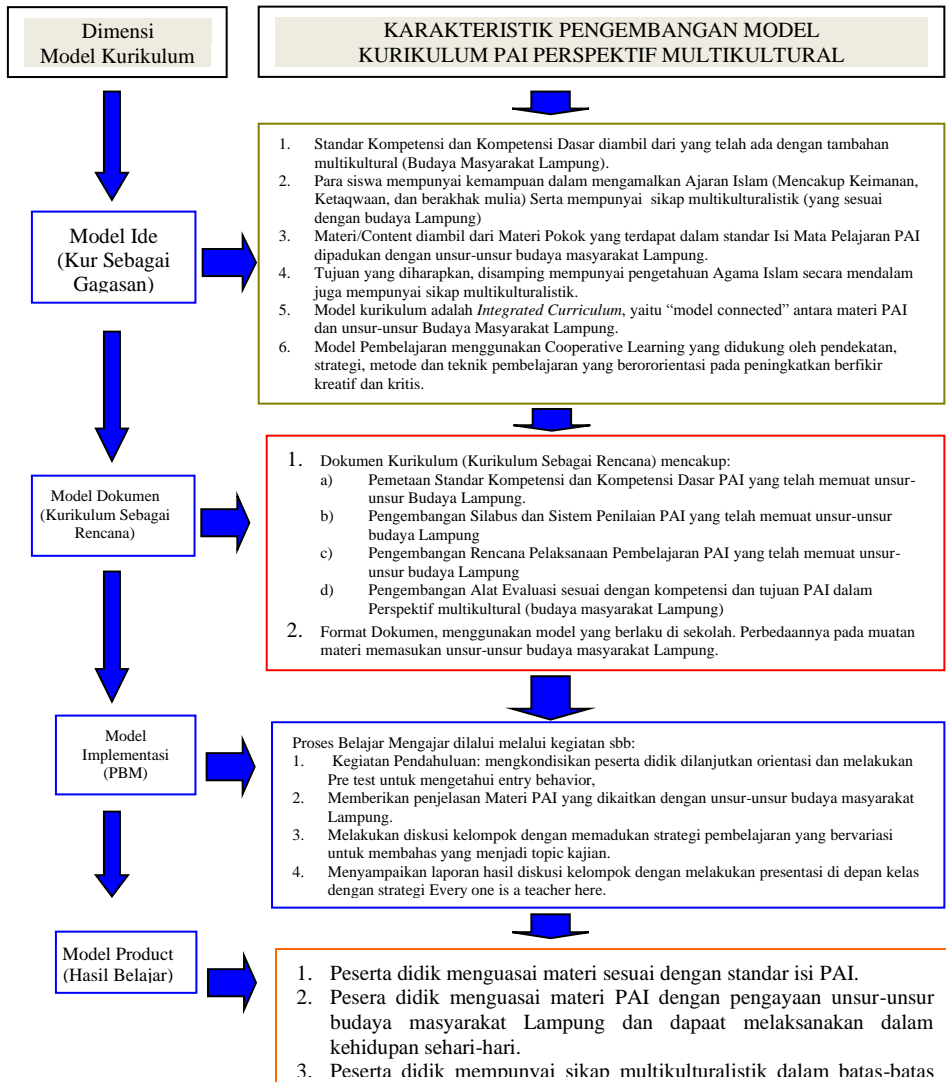 Dimensi
Model Kurikulum
KARAKTERISTIK PENGEMBANGAN MODEL
KURIKULUM PAI PERSPEKTIF MULTIKULTURAL
Model Ide
(Kur Sebagai
Gagasan)
1. Standar Kompetensi dan Kompetensi Dasar diambil dari yang telah ada dengan tambahan
multikultural (Budaya Masyarakat Lampung).
2. Para siswa mempunyai kemampuan dalam mengamalkan Ajaran Islam (Mencakup Keimanan,
Ketaqwaan, dan berakhak mulia) Serta mempunyai sikap multikulturalistik (yang sesuai
dengan budaya Lampung)
3. Materi/Content diambil dari Materi Pokok yang terdapat dalam standar Isi Mata Pelajaran PAI
dipadukan dengan unsur-unsur budaya masyarakat Lampung.
4. Tujuan yang diharapkan, disamping mempunyai pengetahuan Agama Islam secara mendalam
juga mempunyai sikap multikulturalistik.
5. Model kurikulum adalah Integrated Curriculum, yaitu “model connected” antara materi PAI
dan unsur-unsur Budaya Masyarakat Lampung.
6. Model Pembelajaran menggunakan Cooperative Learning yang didukung oleh pendekatan,
strategi, metode dan teknik pembelajaran yang berororientasi pada peningkatkan berfikir
kreatif dan kritis.
Model Dokumen
(Kurikulum Sebagai
Rencana)
1. Dokumen Kurikulum (Kurikulum Sebagai Rencana) mencakup:
a) Pemetaan Standar Kompetensi dan Kompetensi Dasar PAI yang telah memuat unsur-
unsur Budaya Lampung.
b) Pengembangan Silabus dan Sistem Penilaian PAI yang telah memuat unsur-unsur
budaya Lampung
c) Pengembangan Rencana Pelaksanaan Pembelajaran PAI yang telah memuat unsur-
unsur budaya Lampung
d) Pengembangan Alat Evaluasi sesuai dengan kompetensi dan tujuan PAI dalam
Perspektif multikultural (budaya masyarakat Lampung)
2. Format Dokumen, menggunakan model yang berlaku di sekolah. Perbedaannya pada muatan
materi memasukan unsur-unsur budaya masyarakat Lampung.
Model
Implementasi
(PBM)
Proses Belajar Mengajar dilalui melalui kegiatan sbb:
1. Kegiatan Pendahuluan: mengkondisikan peserta didik dilanjutkan orientasi dan melakukan
Pre test untuk mengetahui entry behavior,
2. Memberikan penjelasan Materi PAI yang dikaitkan dengan unsur-unsur budaya masyarakat
Lampung.
3. Melakukan diskusi kelompok dengan memadukan strategi pembelajaran yang bervariasi
untuk membahas yang menjadi topic kajian.
4. Menyampaikan laporan hasil diskusi kelompok dengan melakukan presentasi di depan kelas
dengan strategi Every one is a teacher here.
Model Product
(Hasil Belajar)
1. Peserta didik menguasai materi sesuai dengan standar isi PAI.
2. Pesera didik menguasai materi PAI dengan pengayaan unsur-unsur
budaya masyarakat Lampung dan dapaat melaksanakan dalam
kehidupan sehari-hari.
3. Peserta didik mempunyai sikap multikulturalistik dalam batas-batas